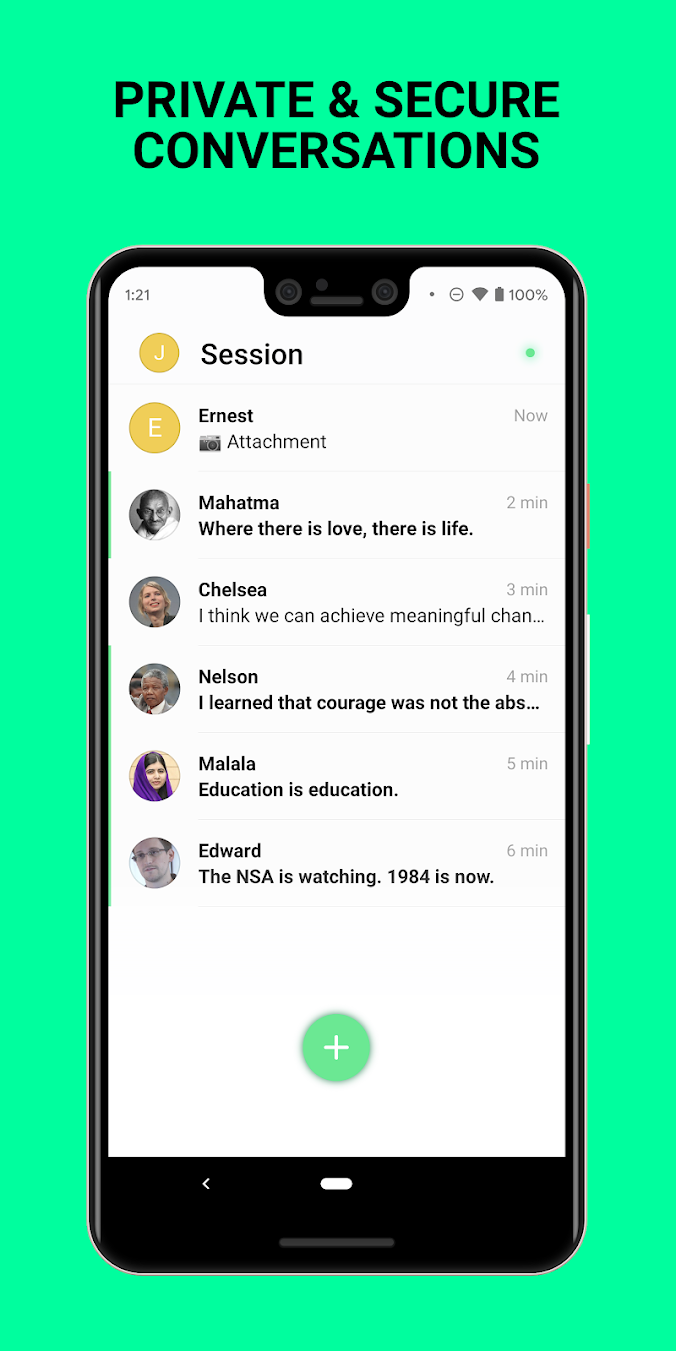 PRIVATE & SECURE
CONVERSATIONS
1:21
100%
J
Session
E
Ernest
Now
📷 Attachment
Mahatma
2 min
Where there is love, there is life.
Chelsea
3 min
I think we can achieve meaningful chan...
Nelson
4 min
I learned that courage was not the abs...
Malala
5 min
Education is education.
Edward
6 min
The NSA is watching. 1984 is now.